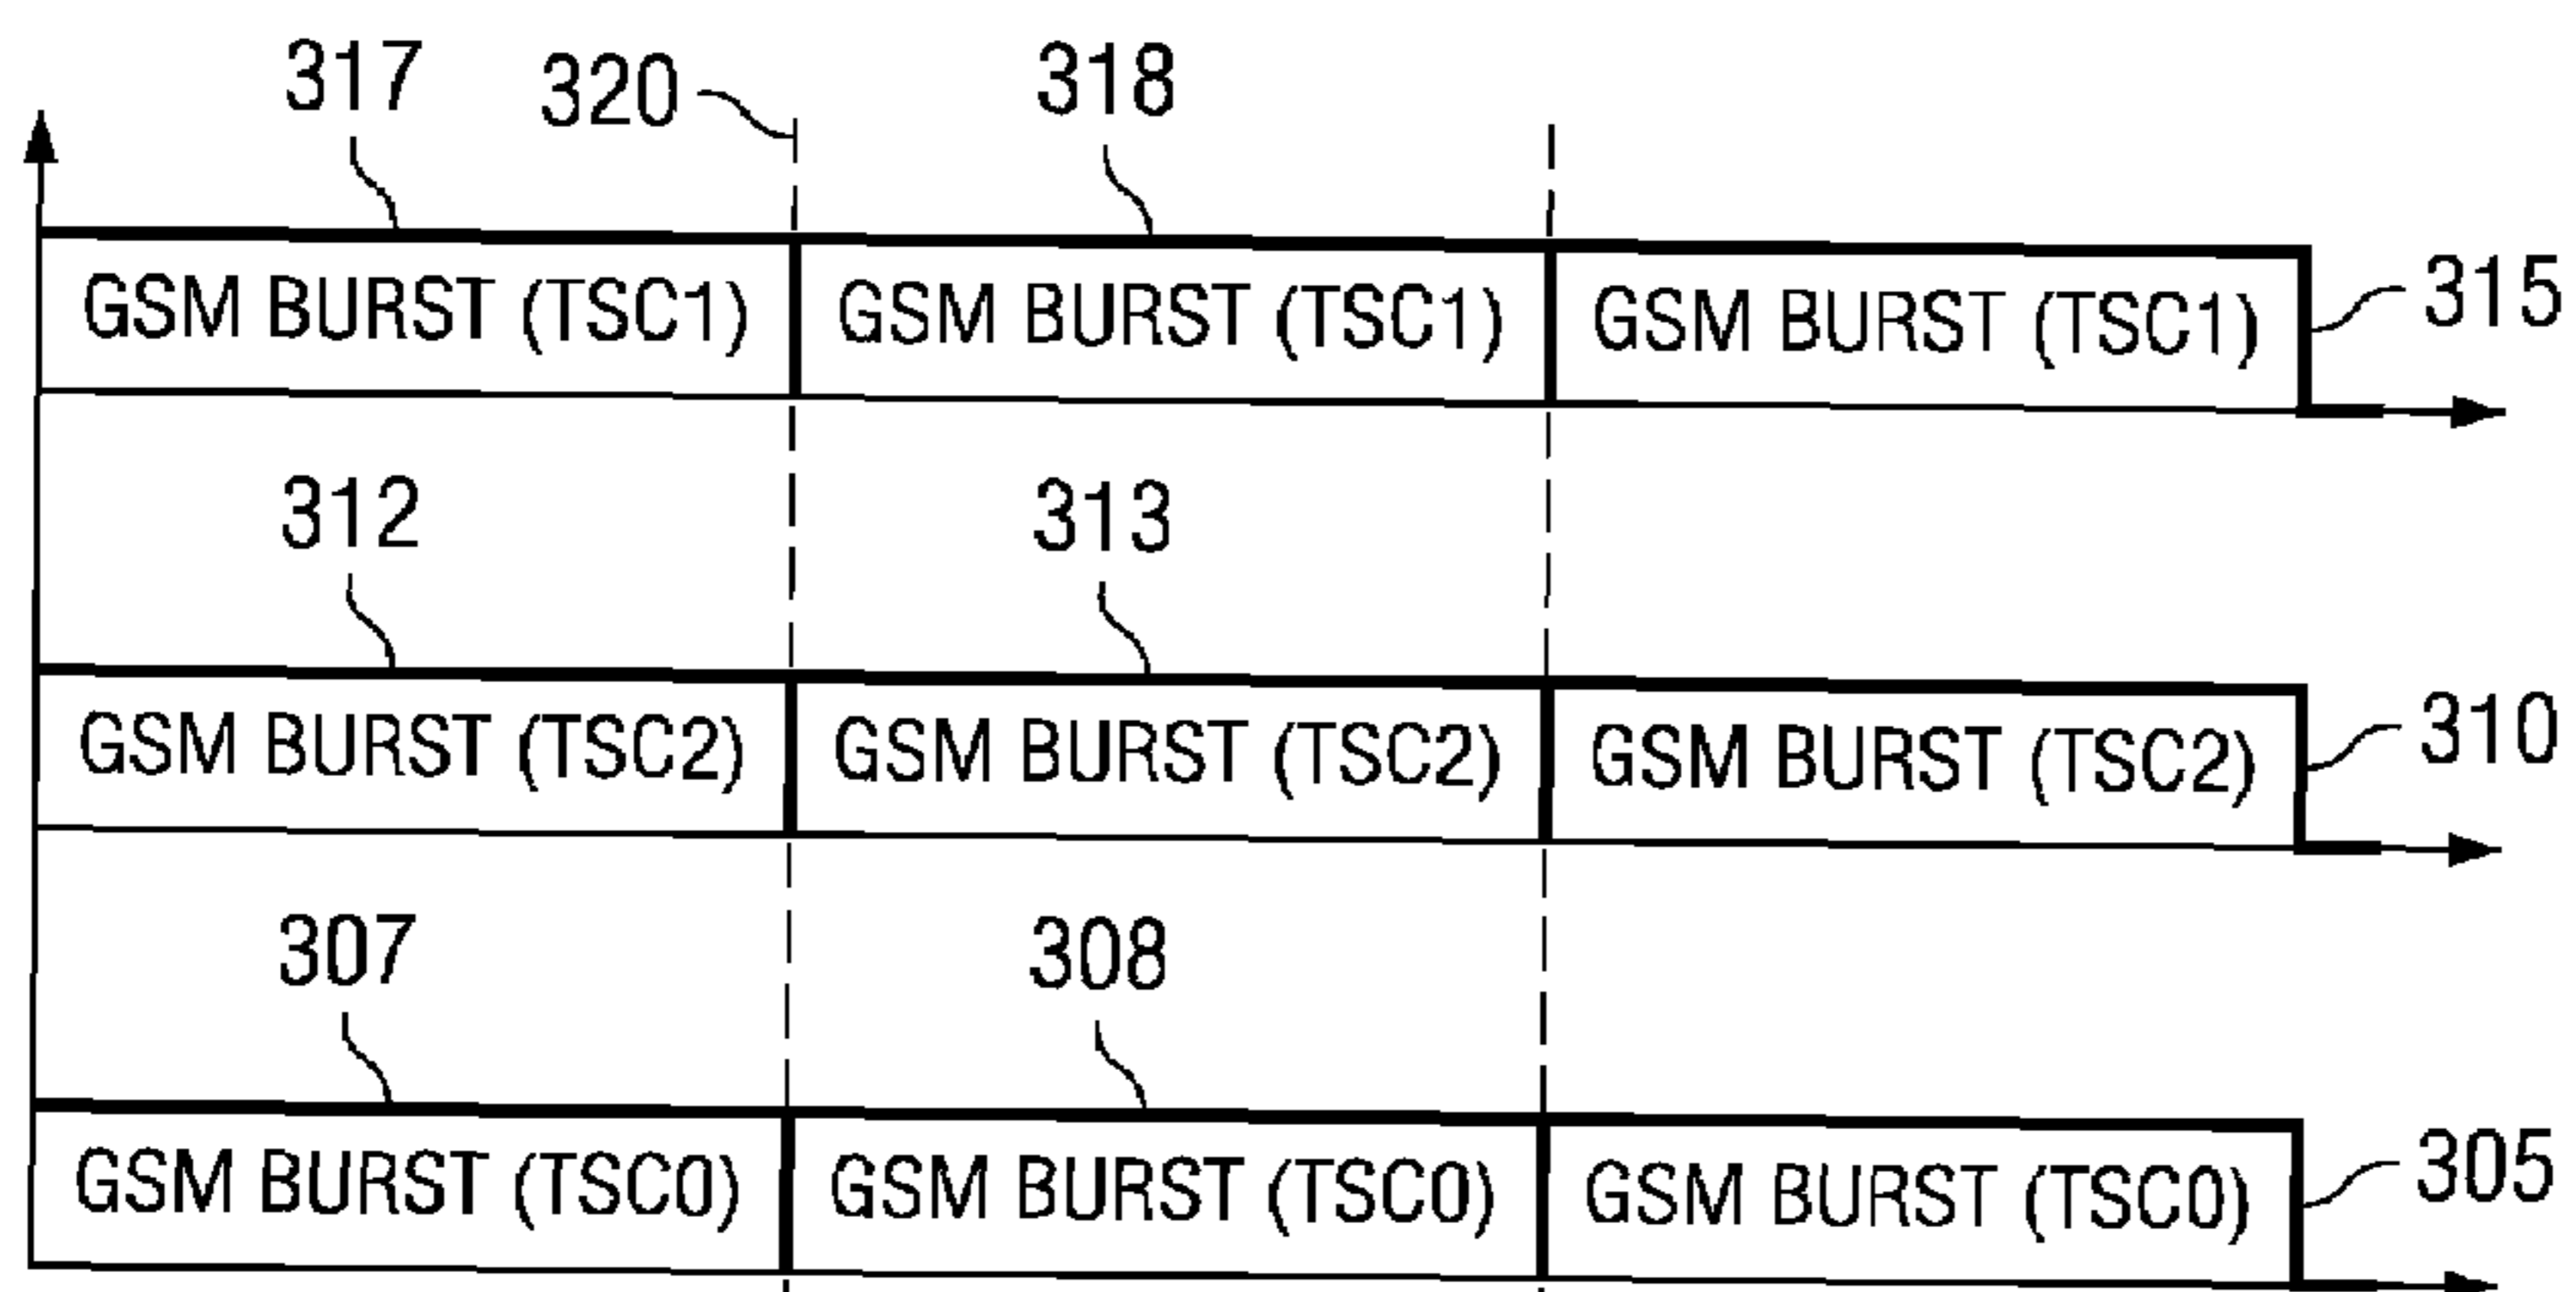 317 320 318
GSM BURST (TSC1) GSM BURST (TSC1) GSM BURST (TSC1) 315
312 313
GSM BURST (TSC2) GSM BURST (TSC2) GSM BURST (TSC2) 310
307 308
GSM BURST (TSC0) GSM BURST (TSC0) GSM BURST (TSC0) 305